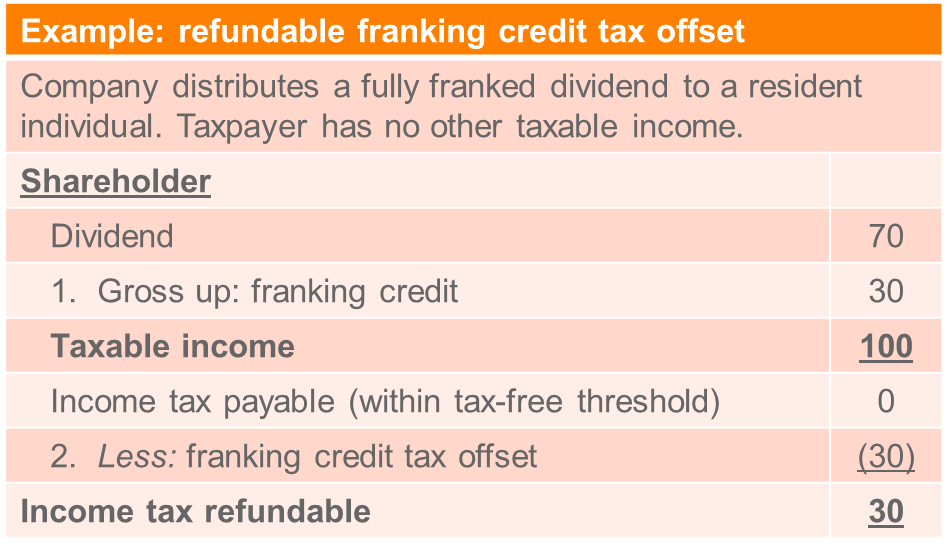 Example: refundable franking credit tax offset
Company distributes a fully franked dividend to a resident
individual. Taxpayer has no other taxable income.
Shareholder
Dividend 70
1. Gross up: franking credit 30
Taxable income 100
Income tax payable (within tax-free threshold) 0
2. Less: franking credit tax offset (30)
Income tax refundable 30